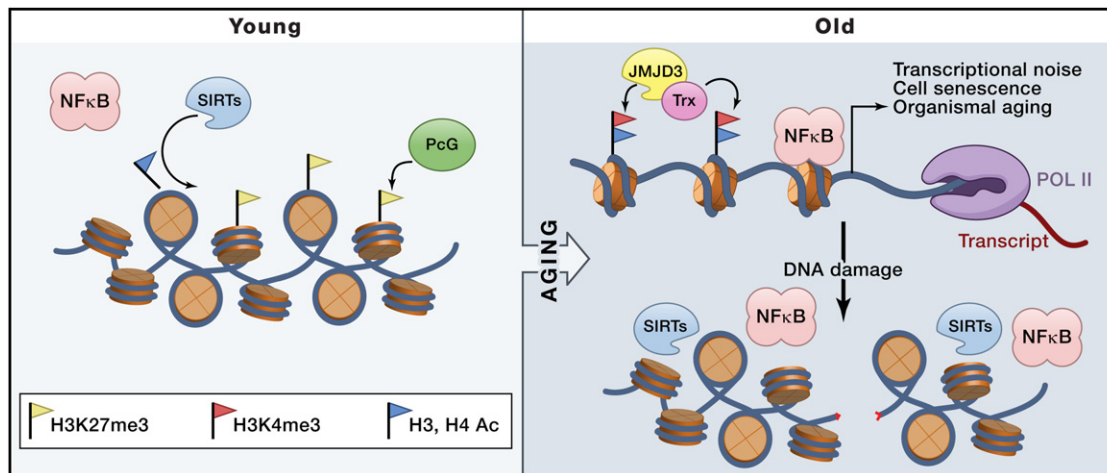 Young
Old
NFκB
SIRTs
PcG
H3K27me3
H3K4me3
H3, H4 Ac
AGING
JMJD3
Trx
NFκB
Transcriptional noise
Cell senescence
Organismal aging
POL II
Transcript
DNA damage
SIRTs
NFκB
SIRTs
NFκB